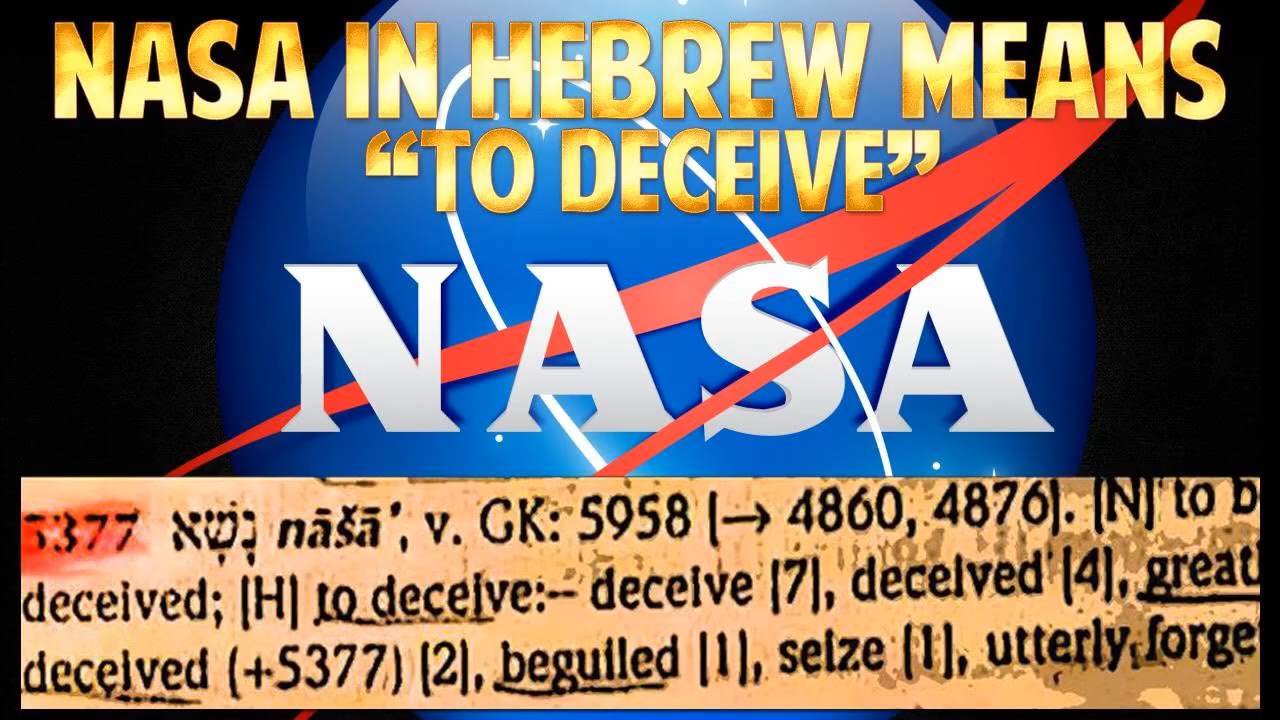 NASA IN HEBREW MEANS
“TO DECEIVE”
NASA
5377 נָשָׁא nāšā’, v. GK: 5958 [→ 4860, 4876]. [N] to b
deceived; [H] to deceive:– deceive [7], deceived [4], greatl
deceived (+5377) [2], beguiled [1], seize [1], utterly forge